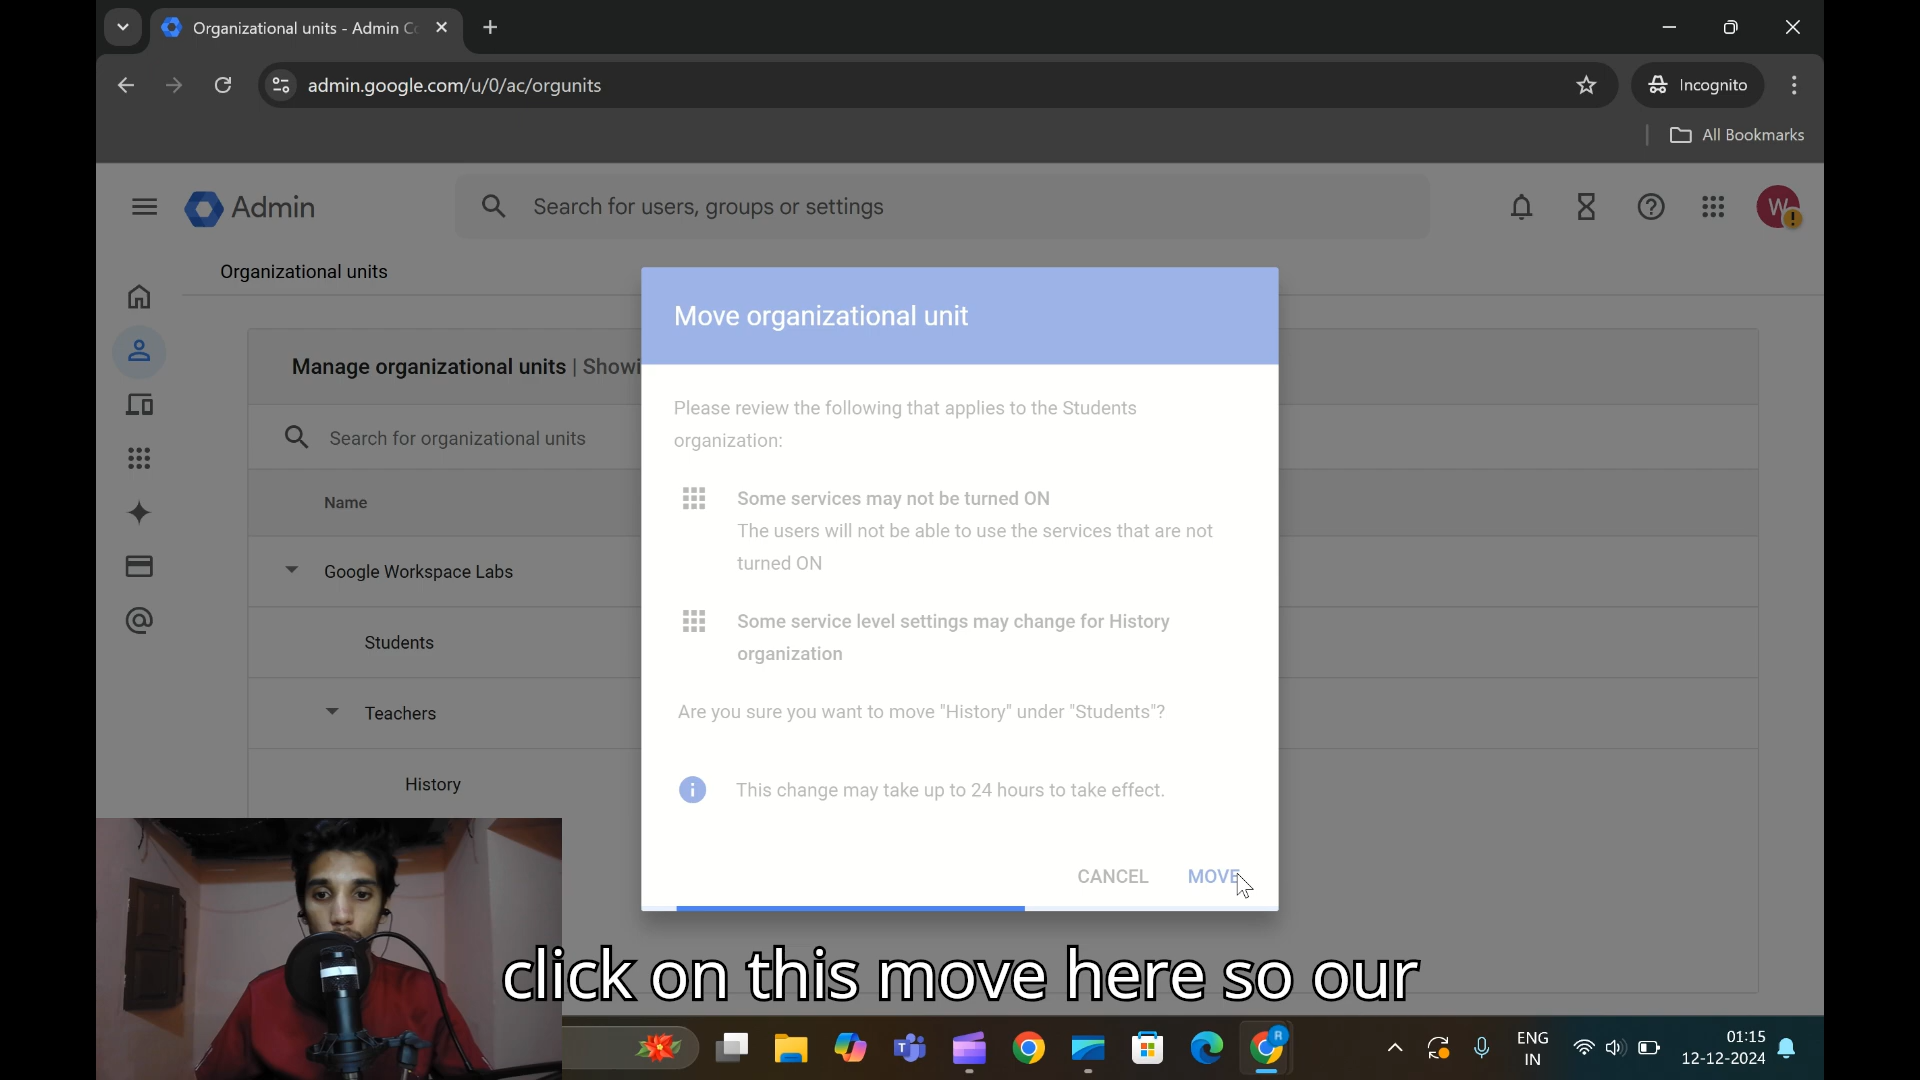 Organizational units - Admin Co
admin.google.com/u/0/ac/orgunits
Incognito
All Bookmarks
Admin
Search for users, groups or settings
W
Organizational units
Manage organizational units | Showi
Search for organizational units
Name
Google Workspace Labs
Students
Teachers
History
Move organizational unit
Please review the following that applies to the Students
organization:
Some services may not be turned ON
The users will not be able to use the services that are not
turned ON
Some service level settings may change for History
organization
Are you sure you want to move "History" under "Students"?
This change may take up to 24 hours to take effect.
CANCEL
MOVE
click on this move here so our
R
ENG
IN
01:15
12-12-2024